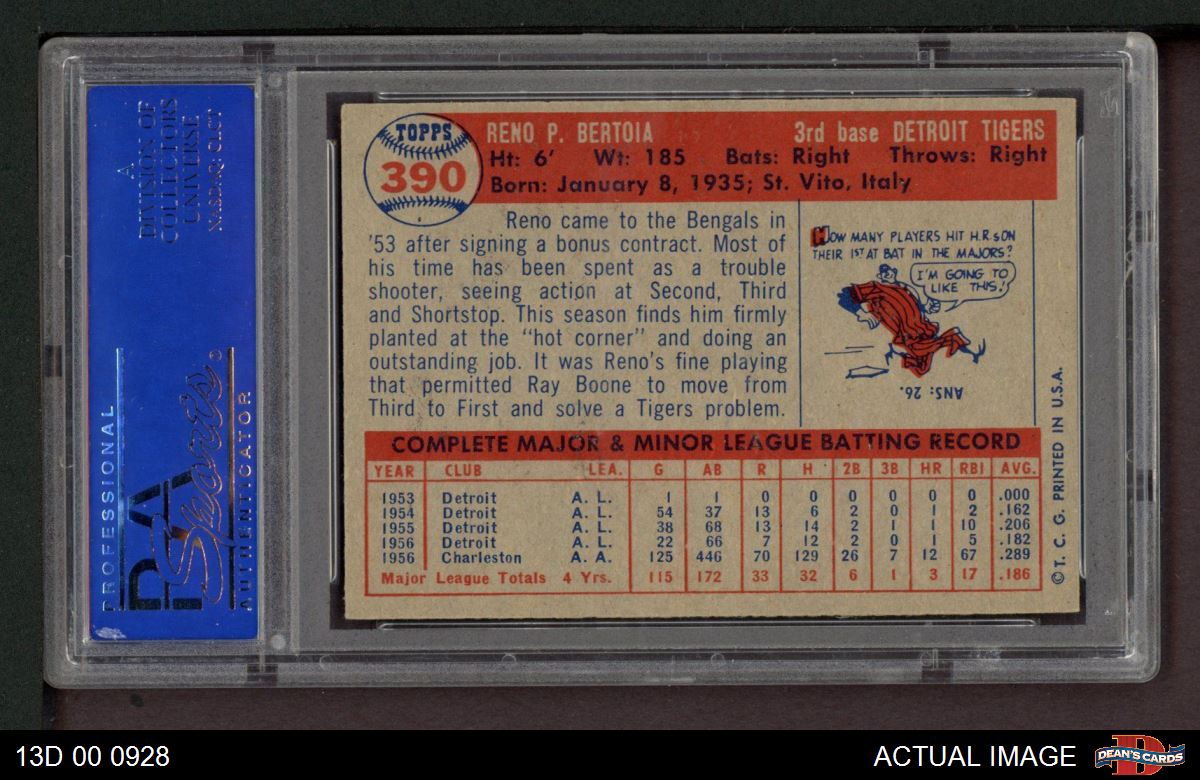 A
DIVISION OF
COLLECTORS
UNIVERSE
NASDAQ: CLCT
PROFESSIONAL
PSA
Sports
AUTHENTICATOR
TOPPS
390
RENO P. BERTOIA 3rd base DETROIT TIGERS
Ht: 6' Wt: 185 Bats: Right Throws: Right
Born: January 8, 1935; St. Vito, Italy
Reno came to the Bengals in
'53 after signing a bonus contract. Most of
his time has been spent as a trouble
shooter, seeing action at Second, Third
and Shortstop. This season finds him firmly
planted at the "hot corner" and doing an
outstanding job. It was Reno's fine playing
that permitted Ray Boone to move from
Third to First and solve a Tigers problem.
HOW MANY PLAYERS HIT H.R.s ON
THEIR 1ST AT BAT IN THE MAJORS?
I'M GOING TO
LIKE THIS!
ANS: 26.
COMPLETE MAJOR & MINOR LEAGUE BATTING RECORD
YEAR CLUB LEA. G AB R H 2B 3B HR RBI AVG.
1953 Detroit A. L. 1 1 0 0 0 0 0 0 .000
1954 Detroit A. L. 54 37 13 6 2 0 1 2 .162
1955 Detroit A. L. 38 68 13 14 2 1 1 10 .206
1956 Detroit A. L. 22 66 7 12 2 0 1 5 .182
1956 Charleston A. A. 125 446 70 129 26 7 12 67 .289
Major League Totals 4 Yrs. 115 172 33 32 6 1 3 17 .186
© T. C. G. PRINTED IN U.S.A.
13D 00 0928
ACTUAL IMAGE
D
DEAN'S CARDS